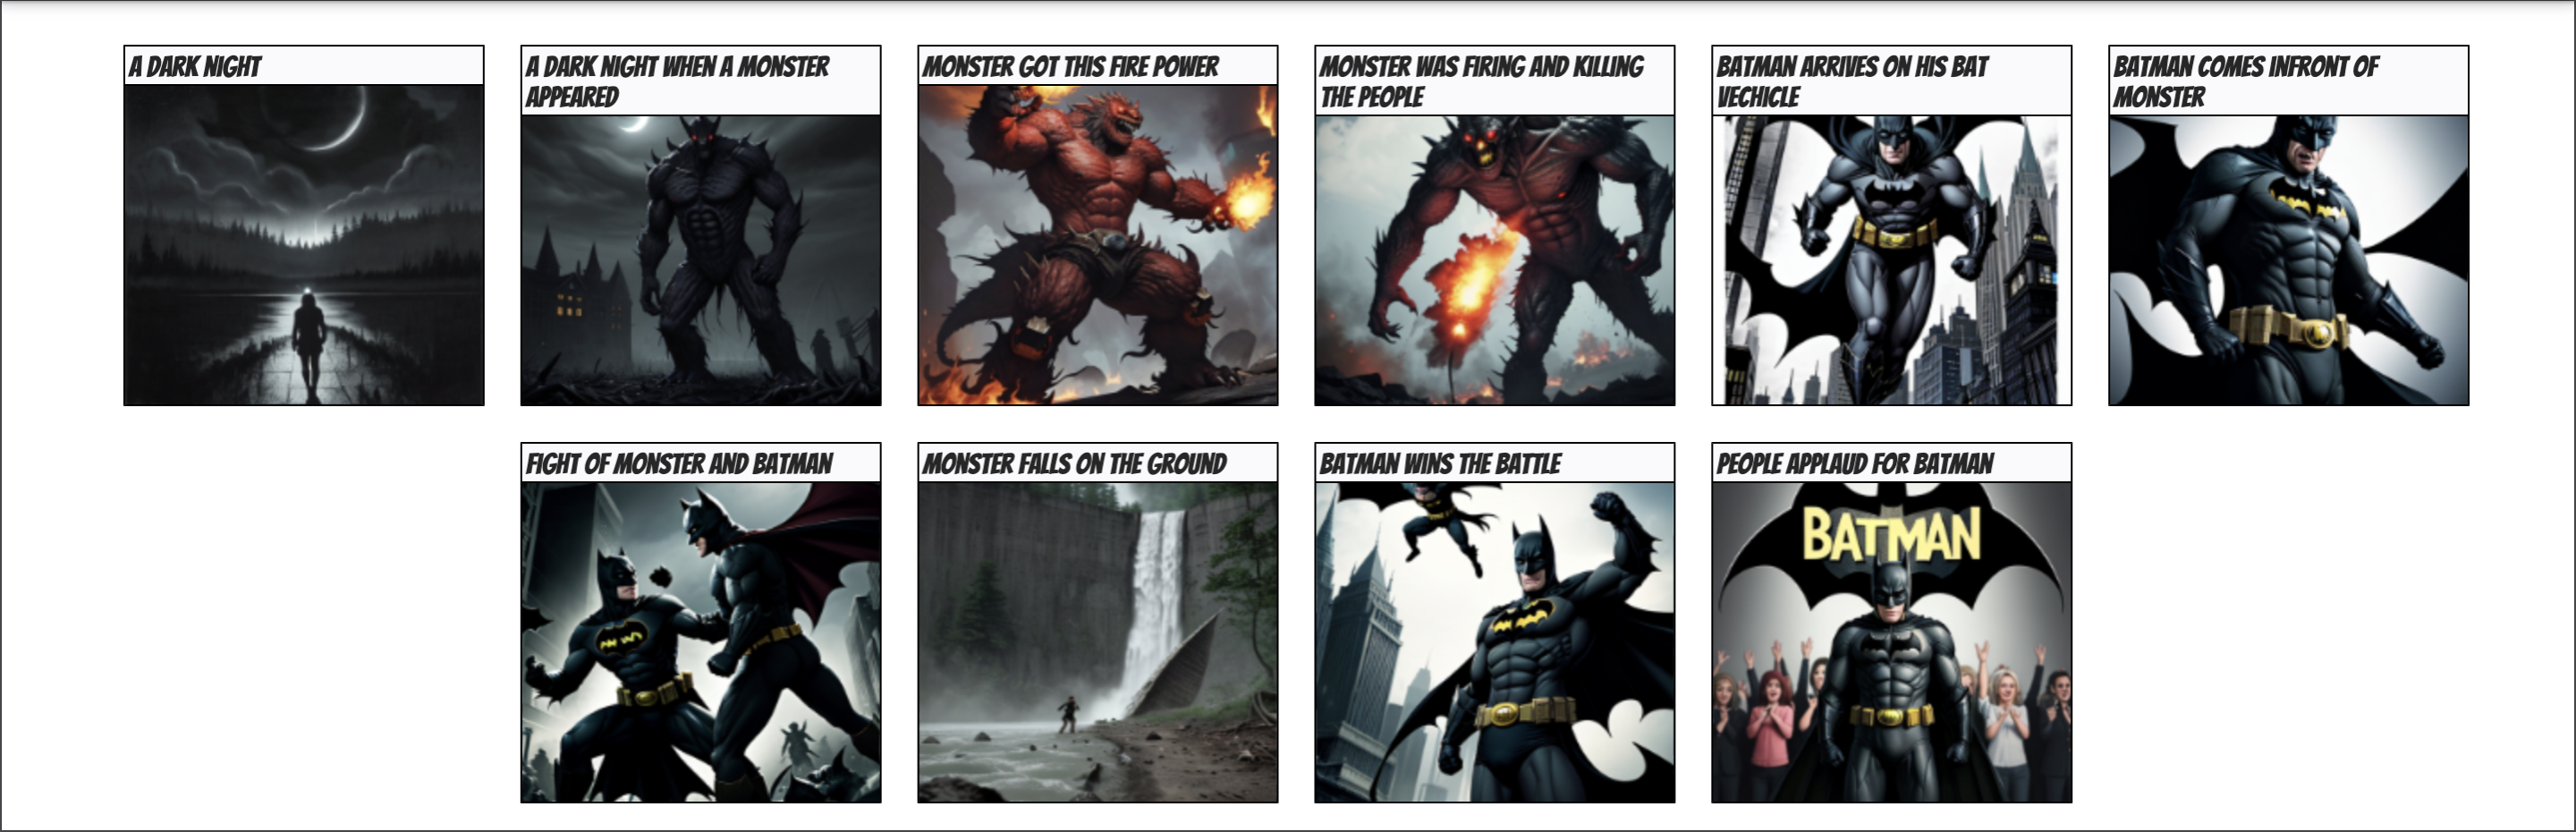 A DARK NIGHT
A DARK NIGHT WHEN A MONSTER
APPEARED
MONSTER GOT THIS FIRE POWER
MONSTER WAS FIRING AND KILLING
THE PEOPLE
BATMAN ARRIVES ON HIS BAT
VECHICLE
BATMAN COMES INFRONT OF
MONSTER
FIGHT OF MONSTER AND BATMAN
MONSTER FALLS ON THE GROUND
BATMAN WINS THE BATTLE
PEOPLE APPLAUD FOR BATMAN
BATMAN